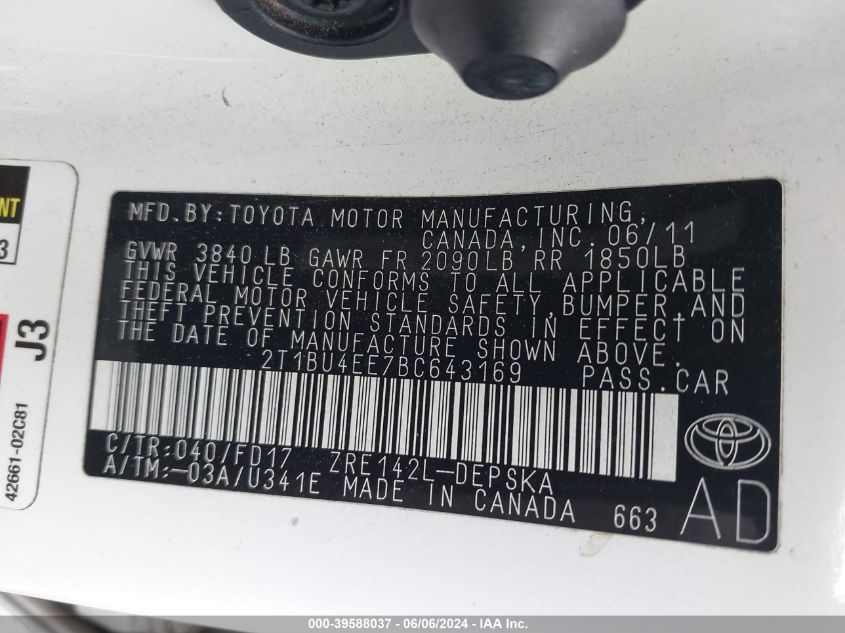 MFD.BY:TOYOTA MOTOR MANUFACTURING,
CANADA,INC. 06/11
GVWR 3840 LB GAWR FR 2090LB RR 1850LB
THIS VEHICLE CONFORMS TO ALL APPLICABLE
FEDERAL MOTOR VEHICLE SAFETY,BUMPER,AND
THEFT PREVENTION STANDARDS IN EFFECT ON
THE DATE OF MANUFACTURE SHOWN ABOVE.
2T1BU4EE7BC643169 PASS.CAR
C/TR:040/FD17 ZRE142L-DEPSKA
A/TM:-03A/U341E MADE IN CANADA 663
AD
NT
3
J3
42661-02C81
000-39588037 - 06/06/2024 - IAA Inc.